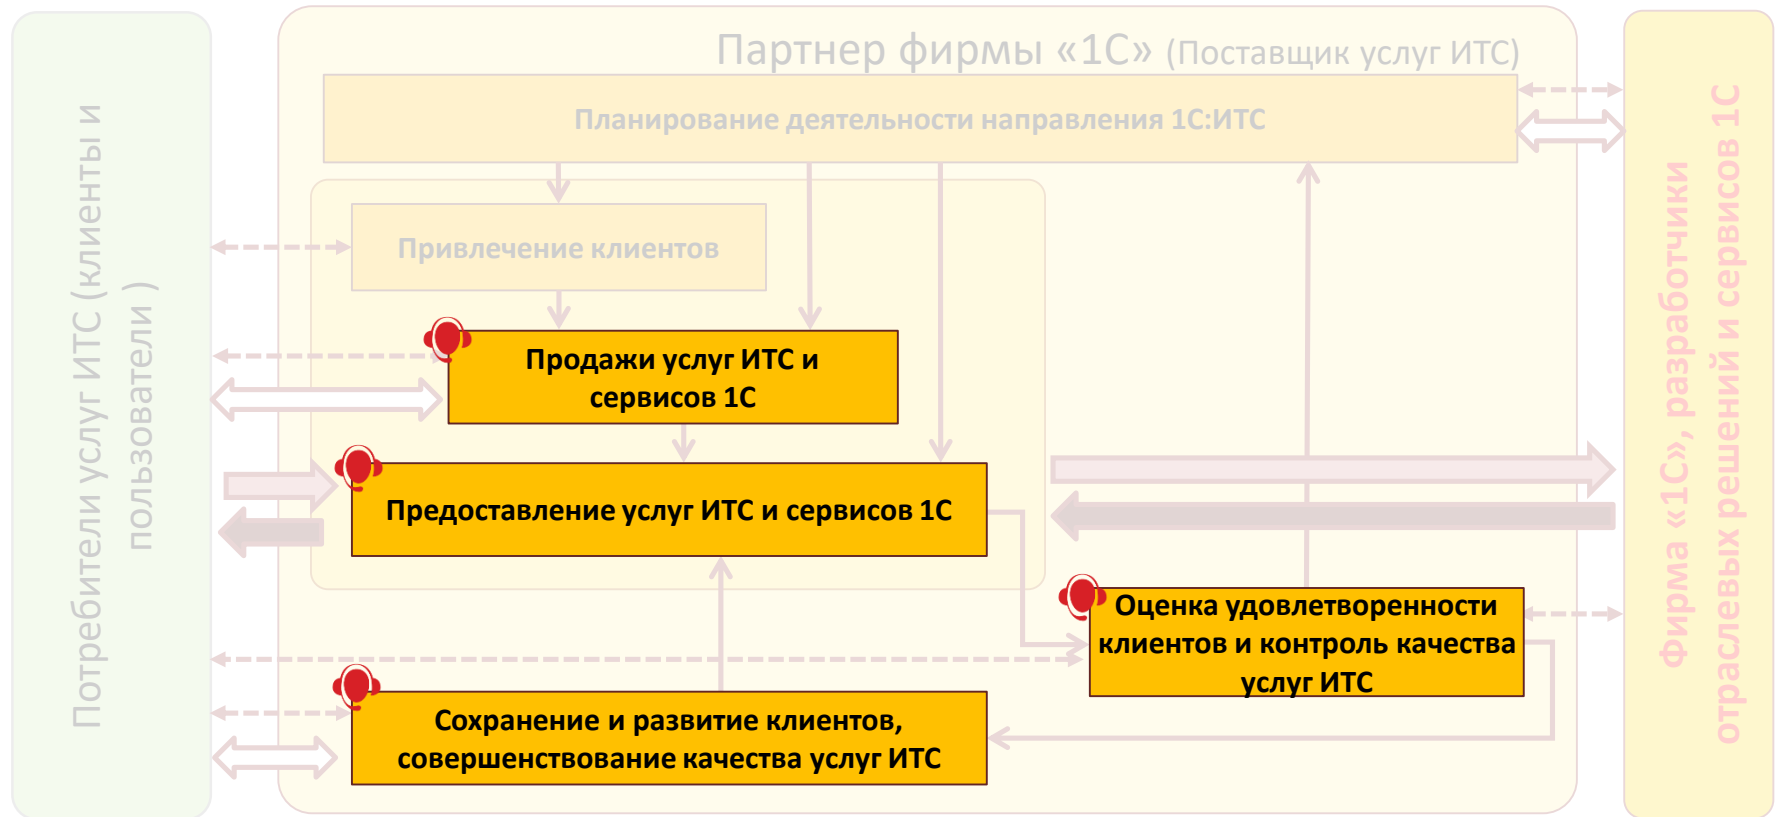 Партнер фирмы «1С» (Поставщик услуг ИТС)
Планирование деятельности направления 1С:ИТС
Привлечение клиентов
Продажи услуг ИТС и
сервисов 1С
Предоставление услуг ИТС и сервисов 1С
Оценка удовлетворенности
клиентов и контроль качества
услуг ИТС
Сохранение и развитие клиентов,
совершенствование качества услуг ИТС
Потребители услуг ИТС (клиенты и
пользователи )
Фирма «1С», разработчики
отраслевых решений и сервисов 1С